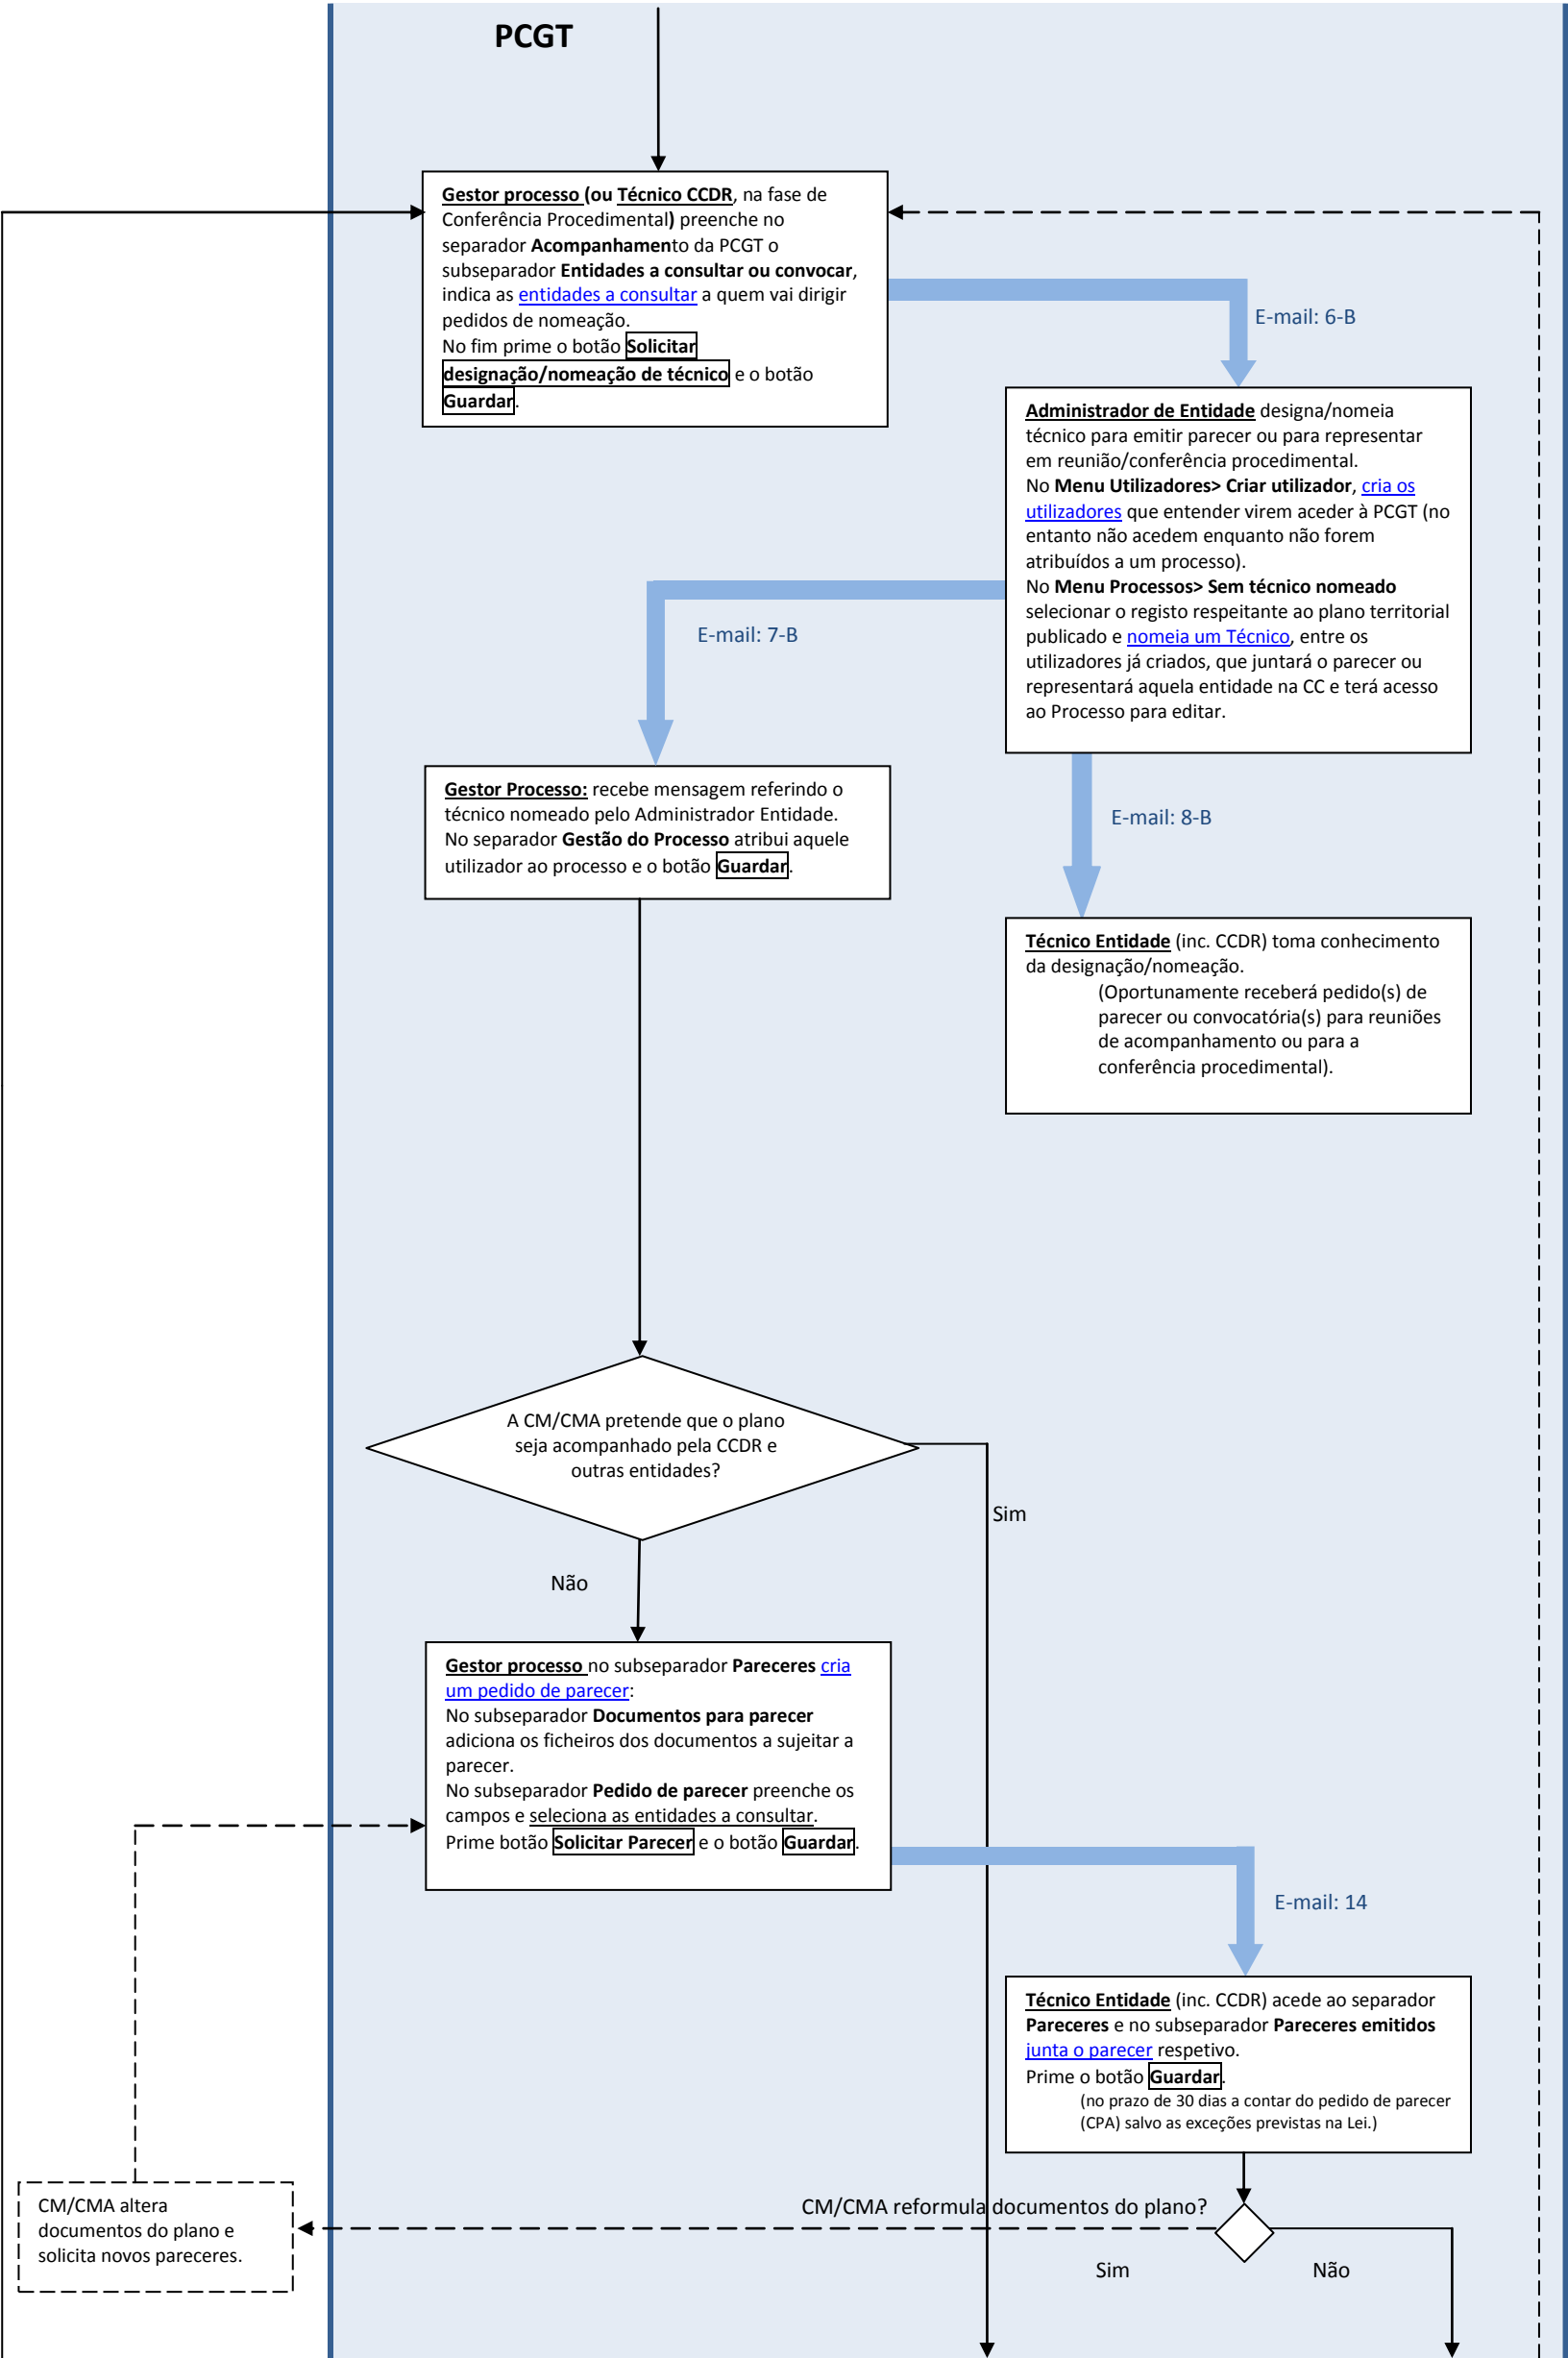 PCGT
Gestor processo (ou Técnico CCDR, na fase de
Conferência Procedimental) preenche no
separador Acompanhamento da PCGT o
subseparador Entidades a consultar ou convocar,
indica as entidades a consultar a quem vai dirigir
pedidos de nomeação.
No fim prime o botão Solicitar
designação/nomeação de técnico e o botão
Guardar.
E-mail: 6-B
Administrador de Entidade designa/nomeia
técnico para emitir parecer ou para representar
em reunião/conferência procedimental.
No Menu Utilizadores> Criar utilizador, cria os
utilizadores que entender virem aceder à PCGT (no
entanto não acedem enquanto não forem
atribuídos a um processo).
No Menu Processos> Sem técnico nomeado
selecionar o registo respeitante ao plano territorial
publicado e nomeia um Técnico, entre os
utilizadores já criados, que juntará o parecer ou
representará aquela entidade na CC e terá acesso
ao Processo para editar.
E-mail: 7-B
Gestor Processo: recebe mensagem referindo o
técnico nomeado pelo Administrador Entidade.
No separador Gestão do Processo atribui aquele
utilizador ao processo e o botão Guardar.
E-mail: 8-B
Técnico Entidade (inc. CCDR) toma conhecimento
da designação/nomeação.
(Oportunamente receberá pedido(s) de
parecer ou convocatória(s) para reuniões
de acompanhamento ou para a
conferência procedimental).
A CM/CMA pretende que o plano
seja acompanhado pela CCDR e
outras entidades?
Sim
Não
Gestor processo no subseparador Pareceres cria
um pedido de parecer:
No subseparador Documentos para parecer
adiciona os ficheiros dos documentos a sujeitar a
parecer.
No subseparador Pedido de parecer preenche os
campos e seleciona as entidades a consultar.
Prime botão Solicitar Parecer e o botão Guardar.
E-mail: 14
Técnico Entidade (inc. CCDR) acede ao separador
Pareceres e no subseparador Pareceres emitidos
junta o parecer respetivo.
Prime o botão Guardar.
(no prazo de 30 dias a contar do pedido de parecer
(CPA) salvo as exceções previstas na Lei.)
CM/CMA reformula documentos do plano?
Sim
Não
CM/CMA altera
documentos do plano e
solicita novos pareceres.